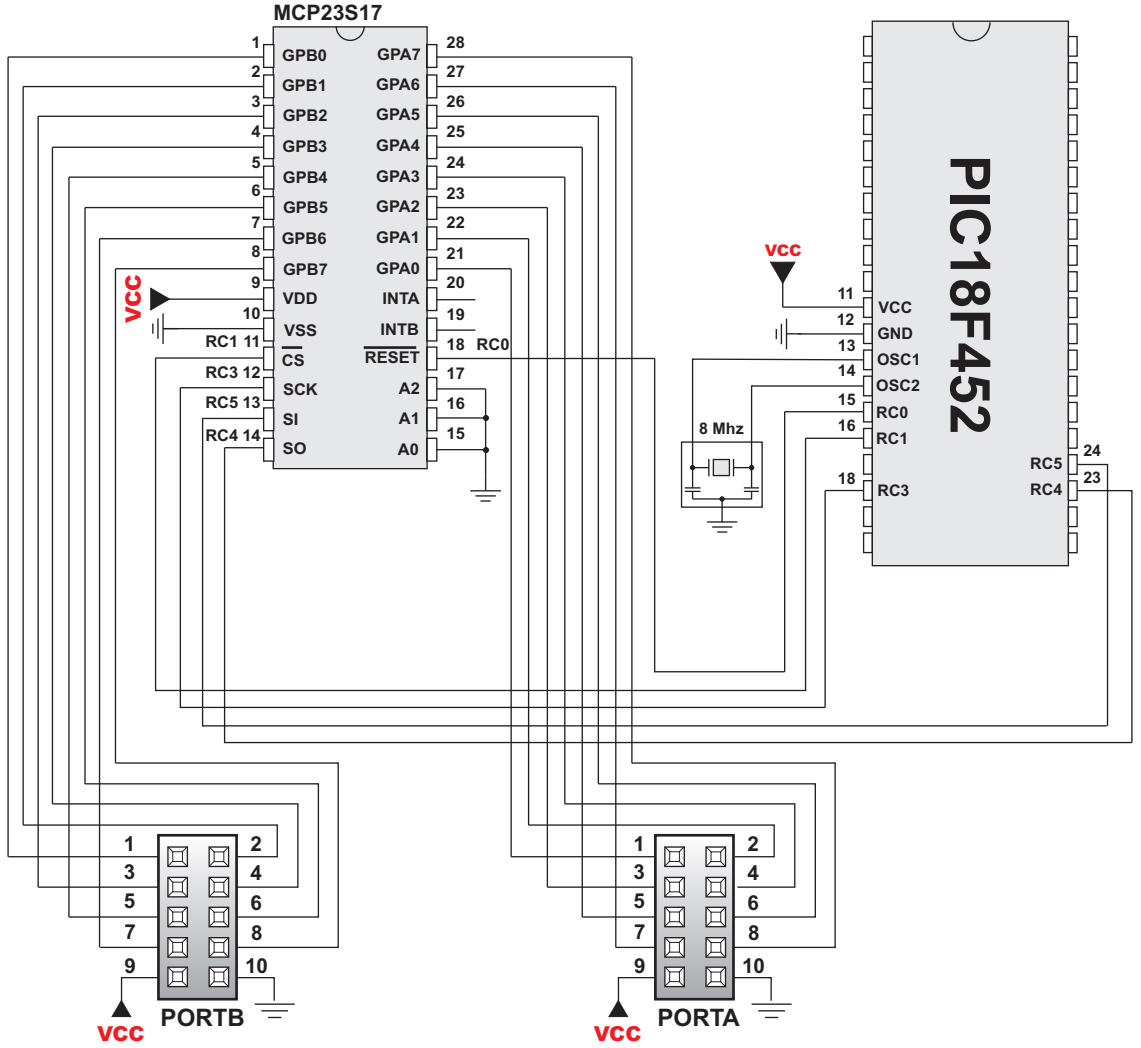 MCP23S17
1 GPB0 GPA7 28
2 GPB1 GPA6 27
3 GPB2 GPA5 26
4 GPB3 GPA4 25
5 GPB4 GPA3 24
6 GPB5 GPA2 23
7 GPB6 GPA1 22
8 GPB7 GPA0 21
VCC 9 VDD INTA 20
10 VSS INTB 19
RC1 11 CS RESET 18 RC0
RC3 12 SCK A2 17
RC5 13 SI A1 16
RC4 14 SO A0 15
PIC18F452
VCC
11 VCC
12 GND
13 OSC1
14 OSC2
15 RC0
16 RC1
18 RC3
RC5 24
RC4 23
8 Mhz
1 2
3 4
5 6
7 8
9 10
VCC
PORTB
1 2
3 4
5 6
7 8
9 10
VCC
PORTA